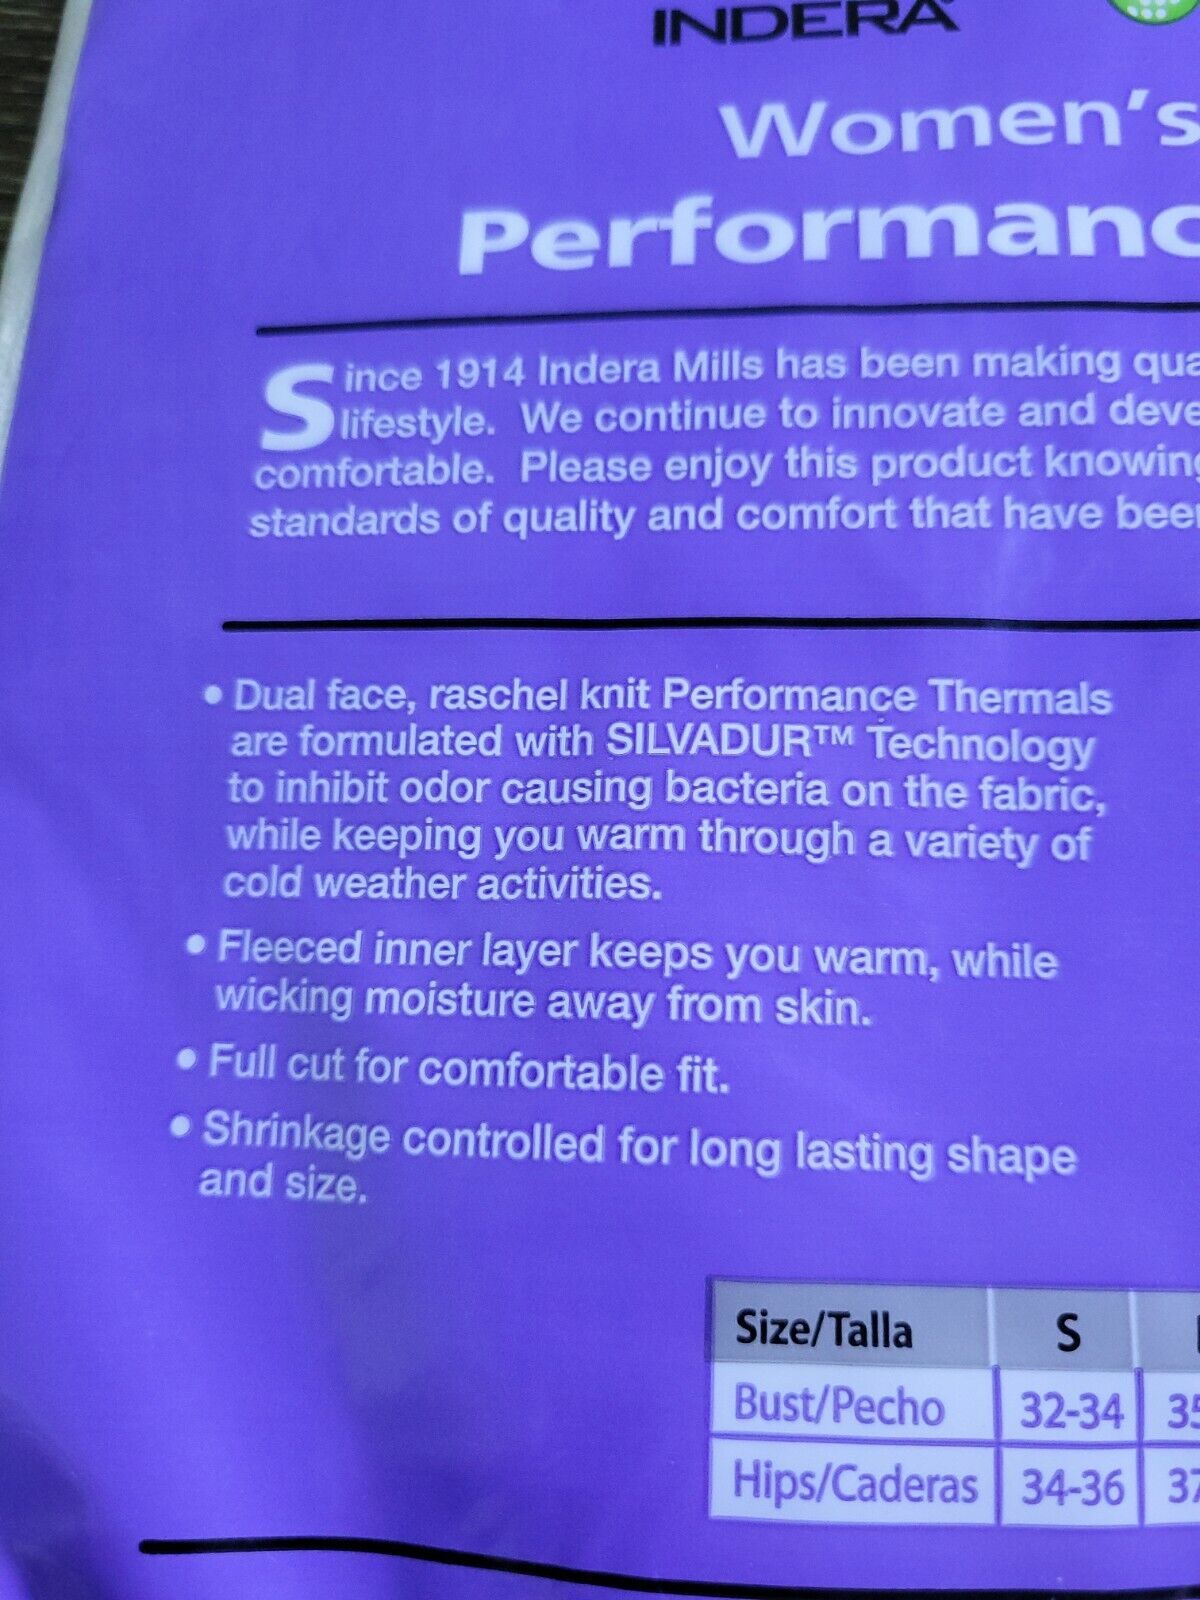 INDERA
Women's
Performanc
Since 1914 Indera Mills has been making qua
lifestyle. We continue to innovate and deve
comfortable. Please enjoy this product knowing
standards of quality and comfort that have been
• Dual face, raschel knit Performance Thermals
are formulated with SILVADUR™ Technology
to inhibit odor causing bacteria on the fabric,
while keeping you warm through a variety of
cold weather activities.
• Fleeced inner layer keeps you warm, while
wicking moisture away from skin.
• Full cut for comfortable fit.
• Shrinkage controlled for long lasting shape
and size.
Size/Talla S
Bust/Pecho 32-34 35
Hips/Caderas 34-36 37